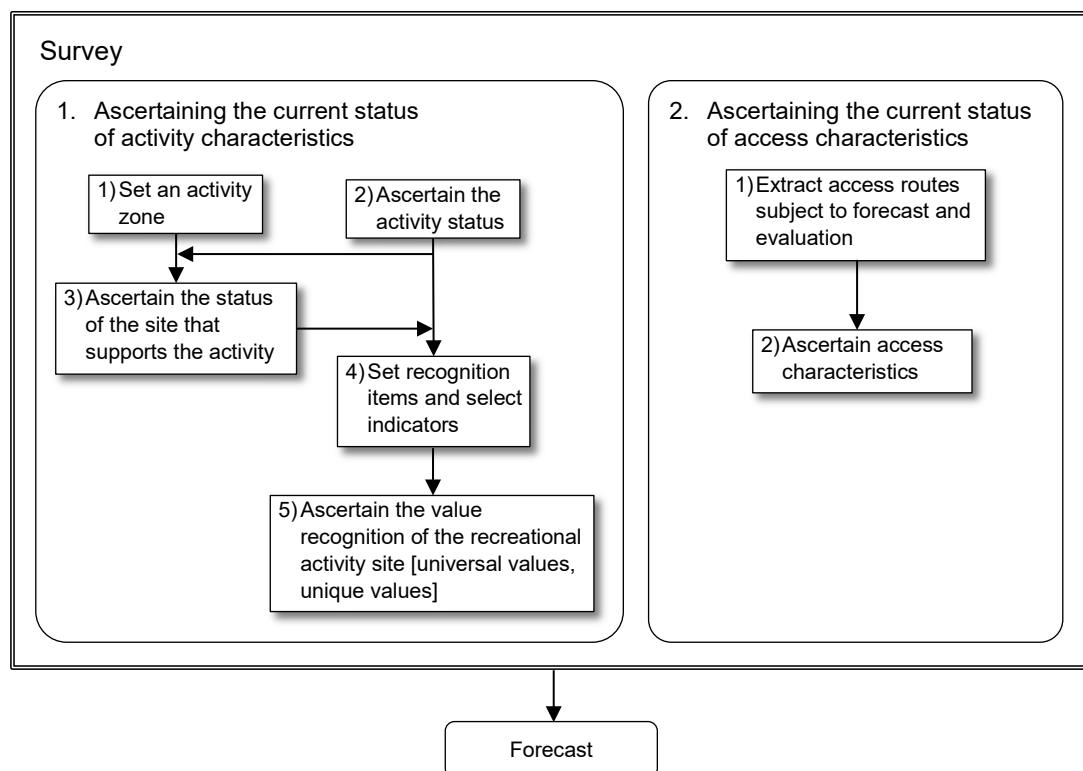 Survey
1. Ascertaining the current status
of activity characteristics
1) Set an activity
zone
2) Ascertain the
activity status
3) Ascertain the status
of the site that
supports the activity
4) Set recognition
items and select
indicators
5) Ascertain the value
recognition of the recreational
activity site [universal values,
unique values]
2. Ascertaining the current status
of access characteristics
1) Extract access routes
subject to forecast and
evaluation
2) Ascertain access
characteristics
Forecast